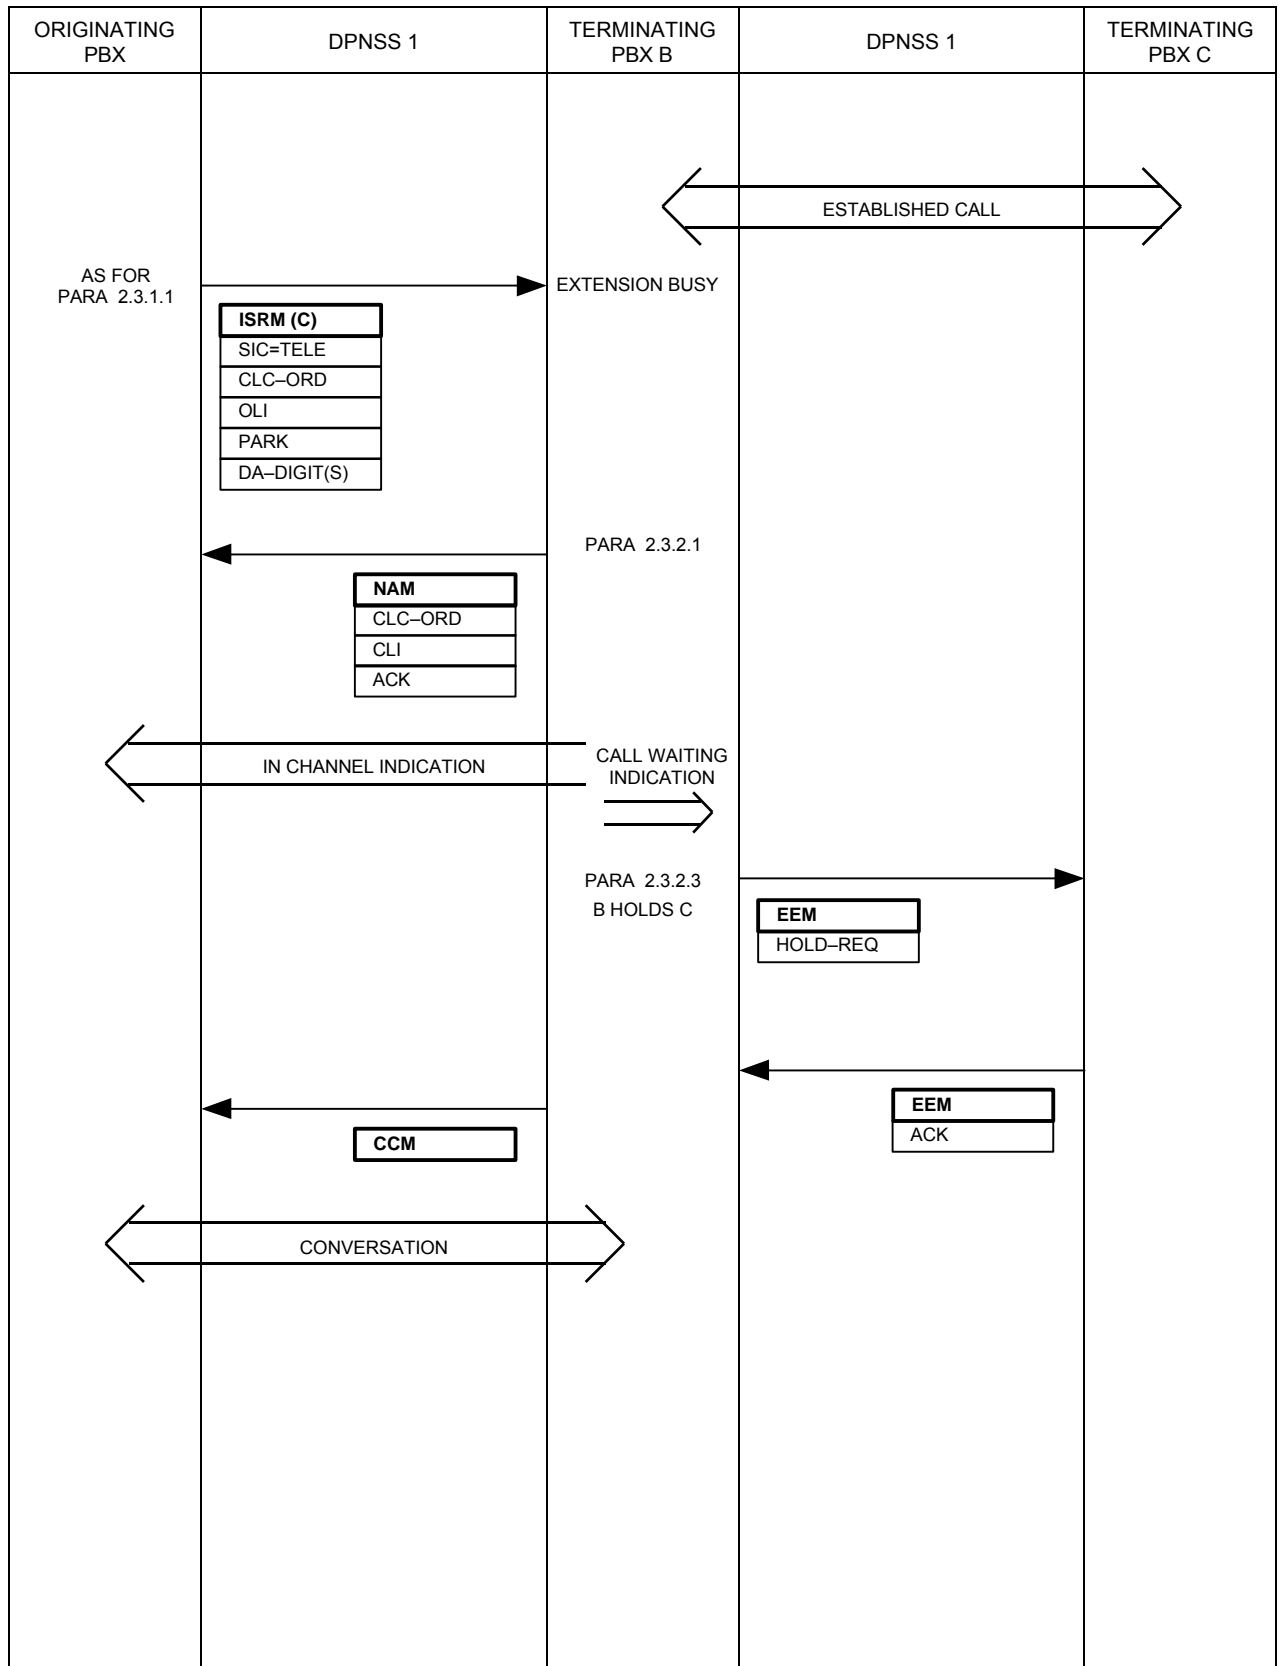 ORIGINATING
PBX
DPNSS 1
TERMINATING
PBX B
DPNSS 1
TERMINATING
PBX C
ESTABLISHED CALL
AS FOR
PARA 2.3.1.1
EXTENSION BUSY
ISRM (C)
SIC=TELE
CLC–ORD
OLI
PARK
DA–DIGIT(S)
PARA 2.3.2.1
NAM
CLC–ORD
CLI
ACK
IN CHANNEL INDICATION
CALL WAITING
INDICATION
PARA 2.3.2.3
B HOLDS C
EEM
HOLD–REQ
EEM
ACK
CCM
CONVERSATION